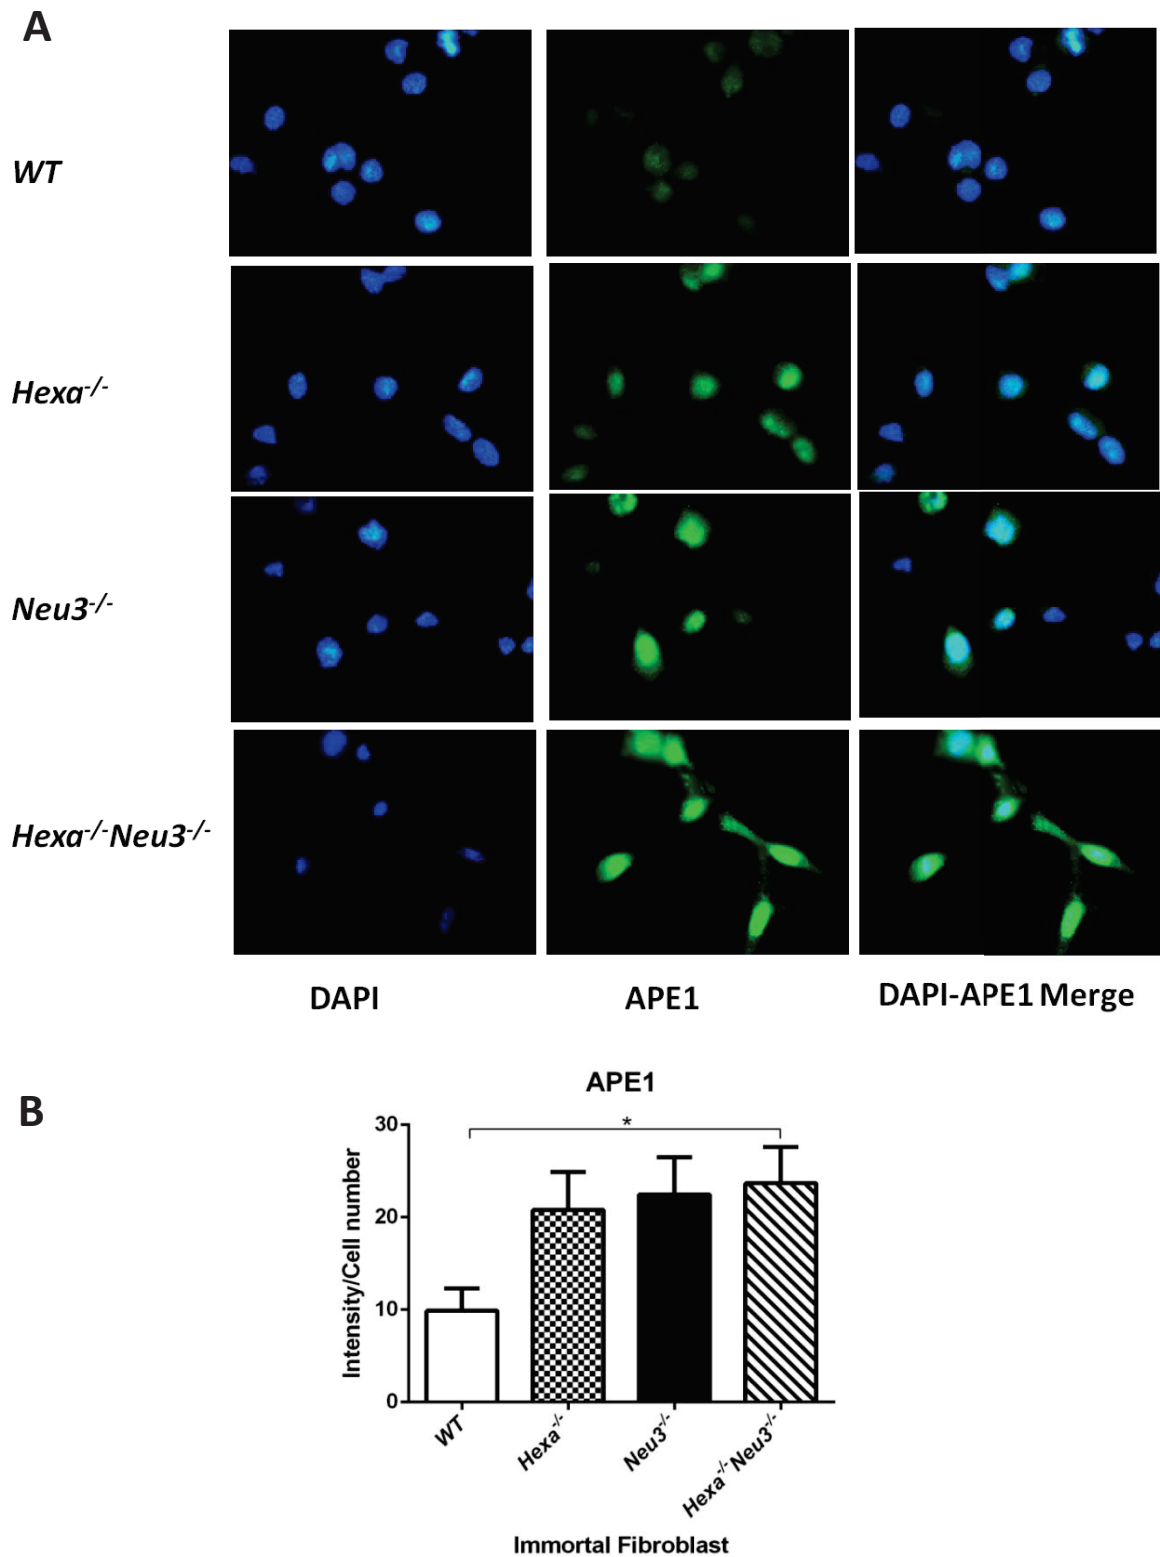 A
WT
Hexa-/-
Neu3-/-
Hexa-/-Neu3-/-
DAPI
APE1
DAPI-APE1 Merge
B
APE1
*
30
20
10
0
Intensity/Cell number
WT
Hexa-/-
Neu3-/-
Hexa-/-Neu3-/-
Immortal Fibroblast